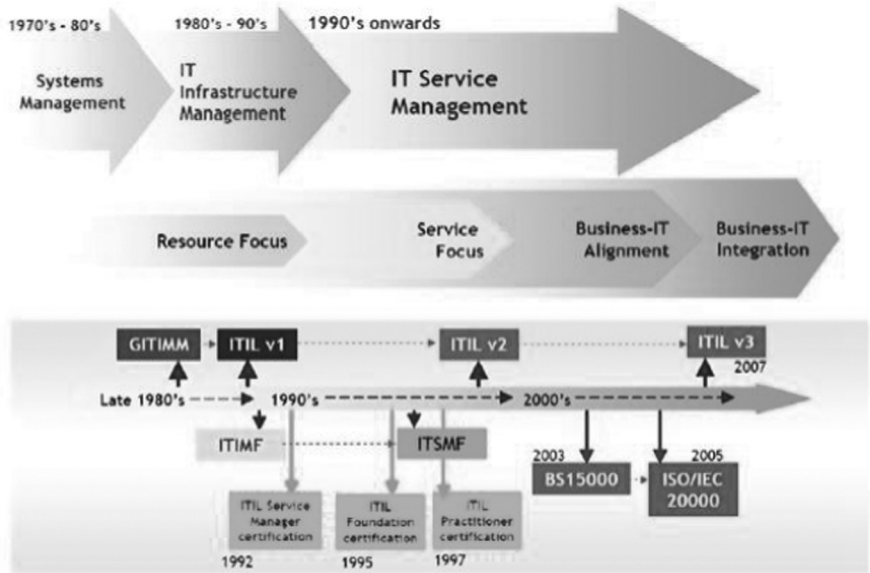 1970's - 80's
1980's - 90's
1990's onwards
Systems
Management
IT
Infrastructure
Management
IT Service
Management
Resource Focus
Service
Focus
Business-IT
Alignment
Business-IT
Integration
GITIMM
ITIL v1
ITIL v2
ITIL v3
2007
Late 1980's
1990's
2000's
ITIMF
ITSMF
2003
BS15000
2005
ISO/IEC
20000
ITIL Service
Manager
certification
1992
ITIL
Foundation
certification
1995
ITIL
Practitioner
certification
1997